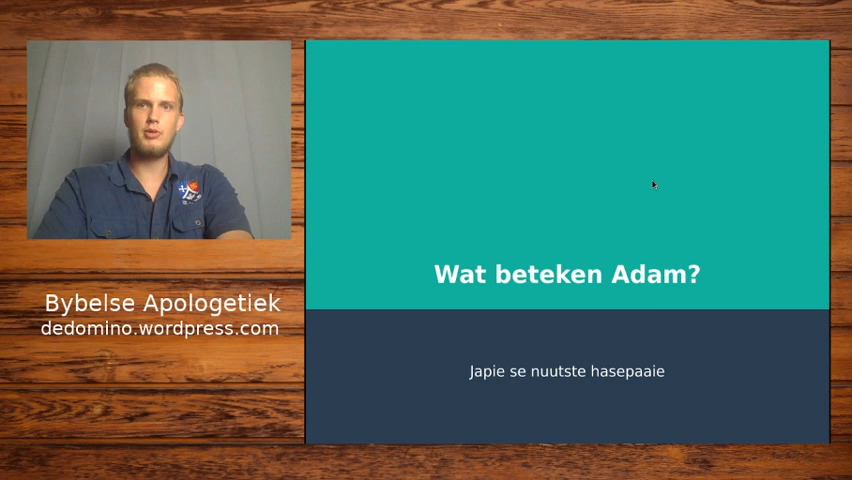 Wat beteken Adam?
Bybelse Apologetiek
dedomino.wordpress.com
Japie se nuutste hasepaaie